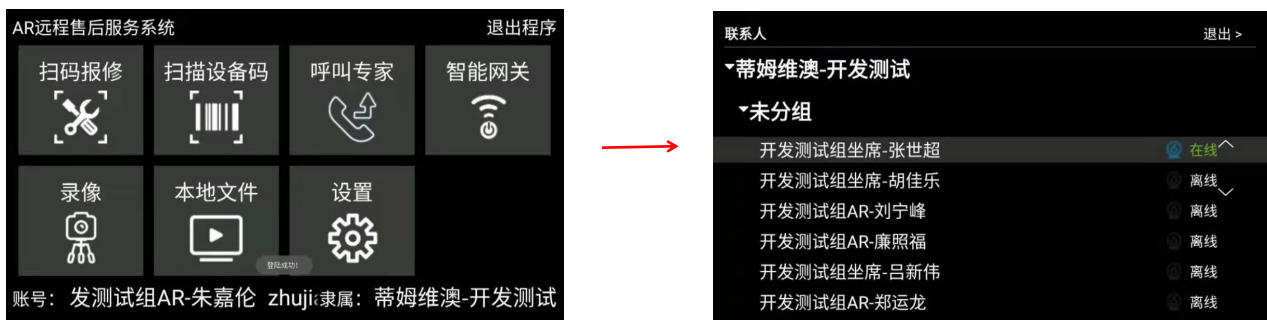 AR远程售后服务系统 退出程序
扫码报修 扫描设备码 呼叫专家 智能网关
录像 本地文件 设置
登陆成功!
账号: 发测试组AR-朱嘉伦 zhuji 隶属: 蒂姆维澳-开发测试
联系人 退出 >
蒂姆维澳-开发测试
未分组
开发测试组坐席-张世超 在线
开发测试组坐席-胡佳乐 离线
开发测试组AR-刘宁峰 离线
开发测试组AR-廉照福 离线
开发测试组坐席-吕新伟 离线
开发测试组AR-郑运龙 离线